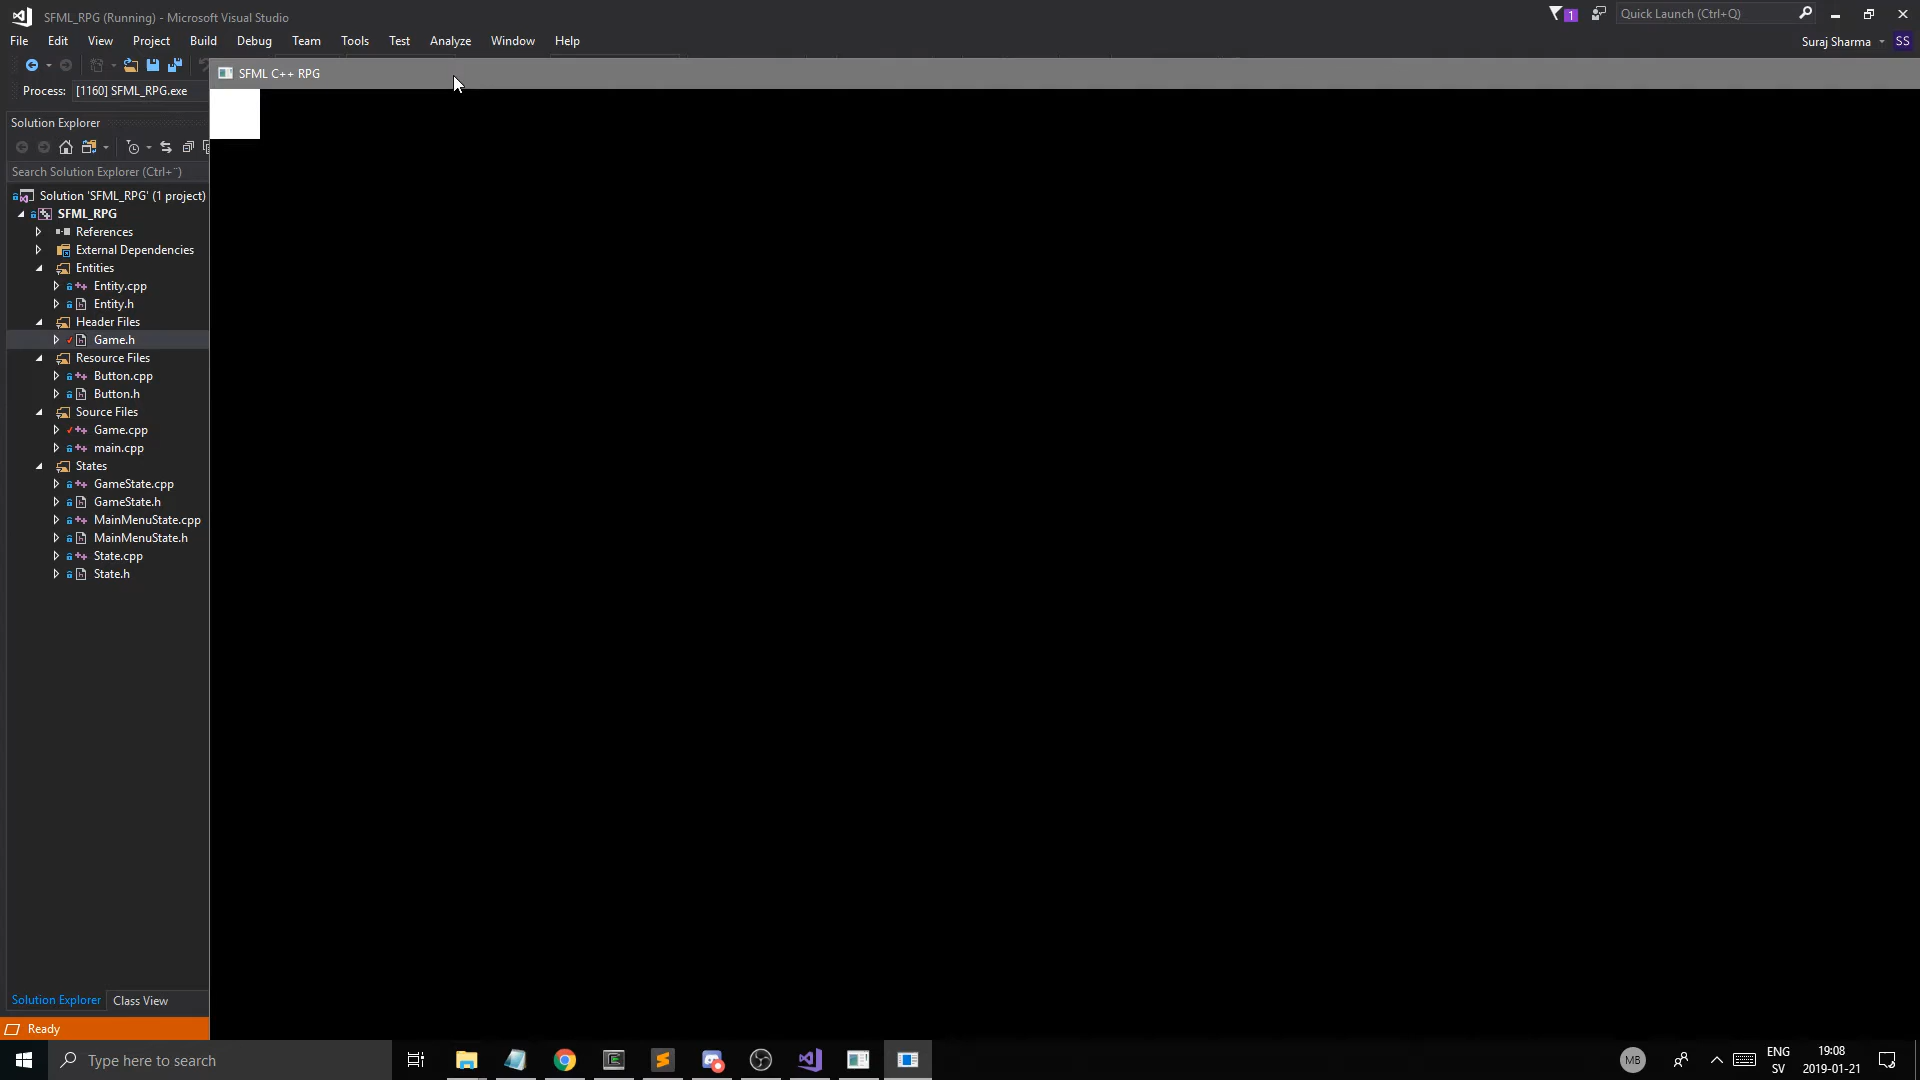 SFML_RPG (Running) - Microsoft Visual Studio
1
Quick Launch (Ctrl+Q)
File Edit View Project Build Debug Team Tools Test Analyze Window Help
Suraj Sharma
SS
SFML C++ RPG
Process: [1160] SFML_RPG.exe
Solution Explorer
Search Solution Explorer (Ctrl+¨)
Solution 'SFML_RPG' (1 project)
SFML_RPG
References
External Dependencies
Entities
Entity.cpp
Entity.h
Header Files
Game.h
Resource Files
Button.cpp
Button.h
Source Files
Game.cpp
main.cpp
States
GameState.cpp
GameState.h
MainMenuState.cpp
MainMenuState.h
State.cpp
State.h
Solution Explorer Class View
Ready
Type here to search
MB
ENG
SV
19:08
2019-01-21